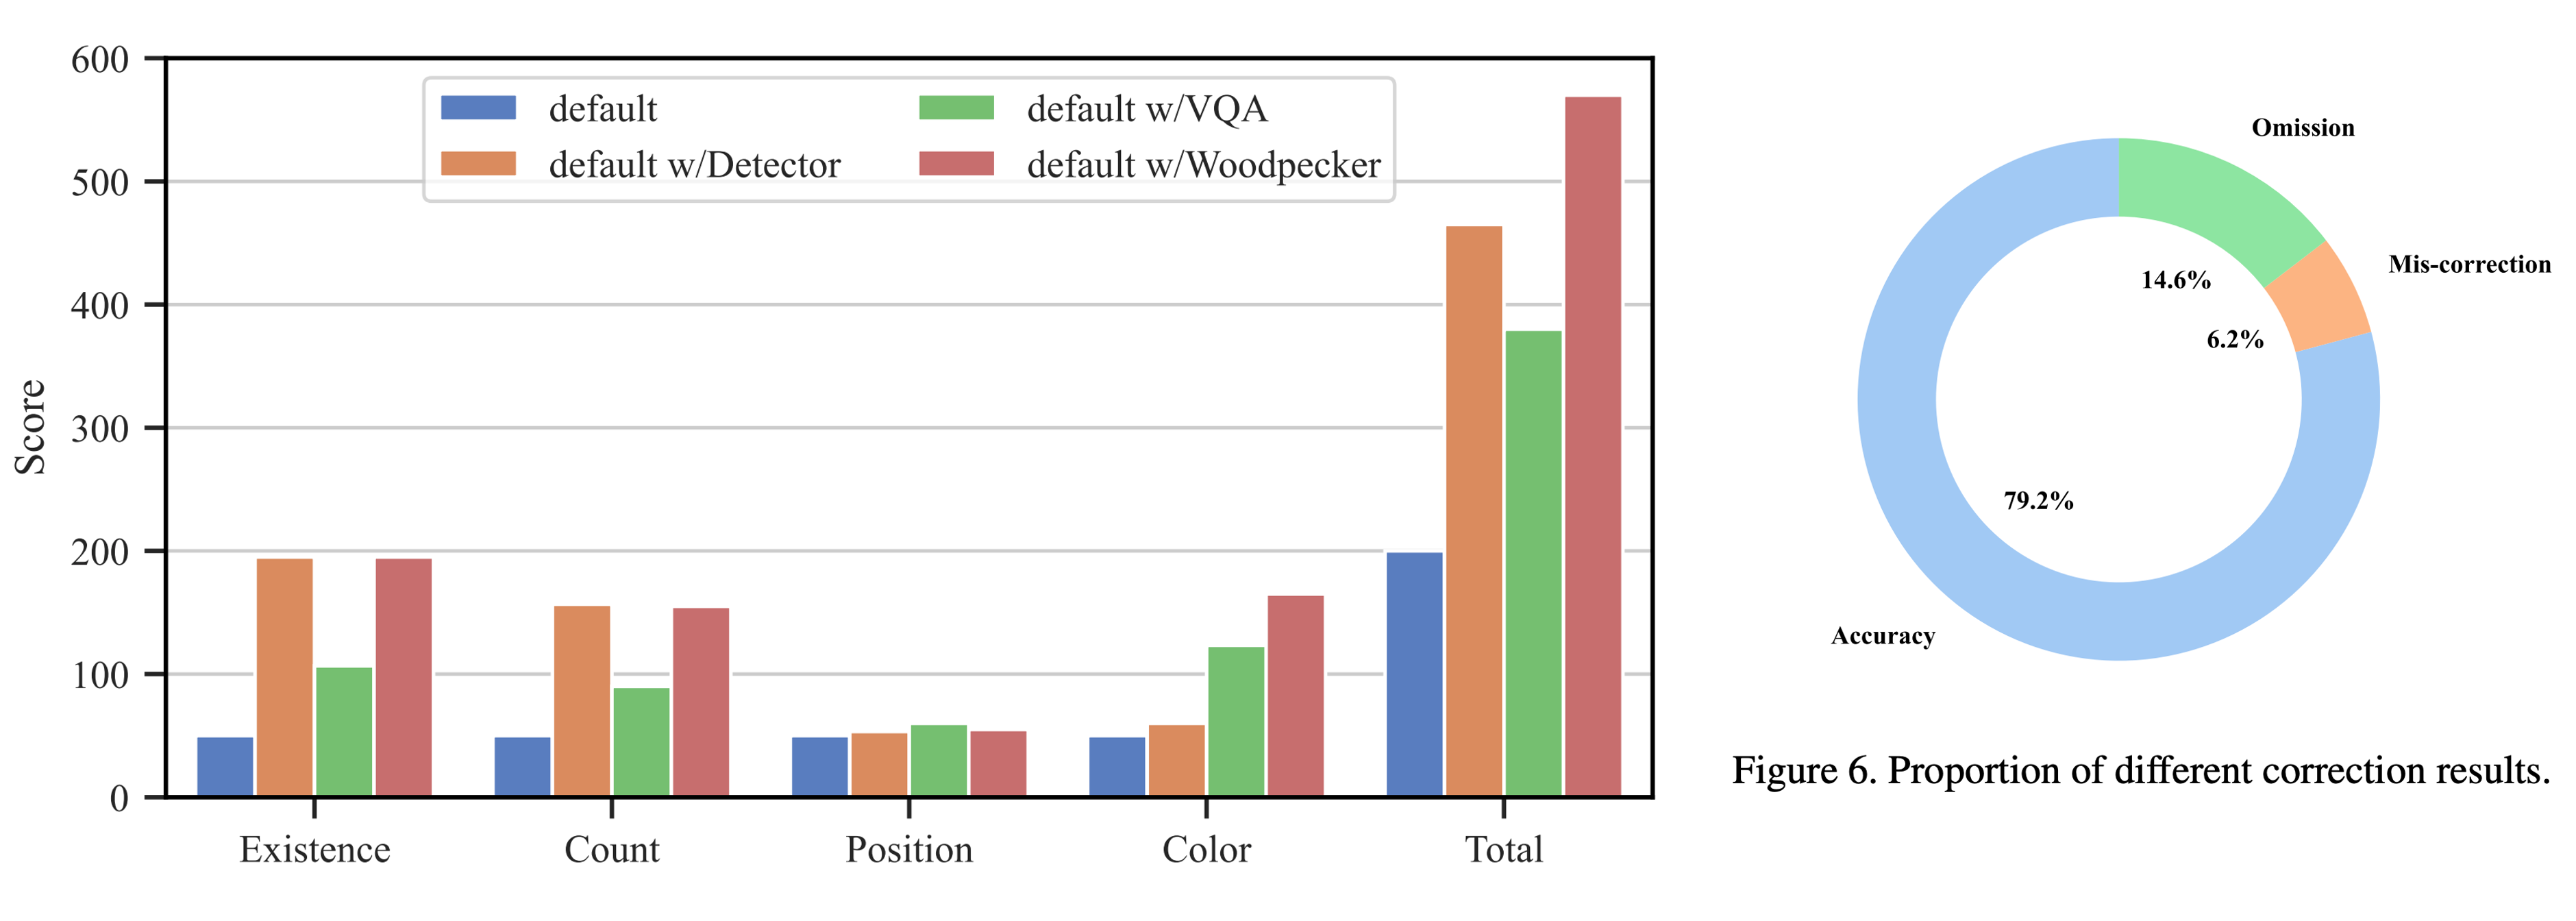 600
500
400
300
200
100
0
Score
default
default w/Detector
default w/VQA
default w/Woodpecker
Existence
Count
Position
Color
Total
Omission
Mis-correction
14.6%
6.2%
79.2%
Accuracy
Figure 6. Proportion of different correction results.